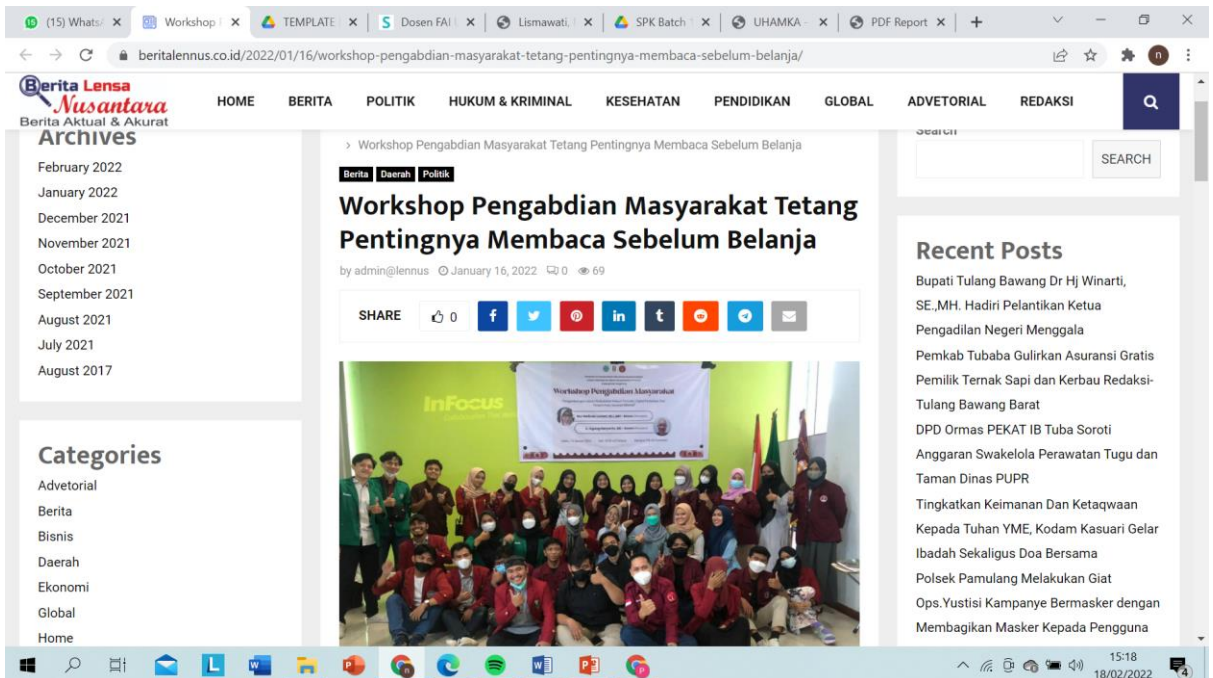 (15) Whats
Workshop
TEMPLATE
Dosen FAI
Lismawati,
SPK Batch
UHAMKA -
PDF Report
beritalennus.co.id/2022/01/16/workshop-pengabdian-masyarakat-tetang-pentingnya-membaca-sebelum-belanja/
n
Berita Lensa
Nusantara
Berita Aktual & Akurat
HOME BERITA POLITIK HUKUM & KRIMINAL KESEHATAN PENDIDIKAN GLOBAL ADVETORIAL REDAKSI
Archives
February 2022
January 2022
December 2021
November 2021
October 2021
September 2021
August 2021
July 2021
August 2017
Categories
Advetorial
Berita
Bisnis
Daerah
Ekonomi
Global
Home
> Workshop Pengabdian Masyarakat Tetang Pentingnya Membaca Sebelum Belanja
Berita Daerah Politik
Workshop Pengabdian Masyarakat Tetang
Pentingnya Membaca Sebelum Belanja
by admin@lennus January 16, 2022 0 69
SHARE 0
InFocus
Workshop Pengabdian Masyarakat
Search
SEARCH
Recent Posts
Bupati Tulang Bawang Dr Hj Winarti,
SE.,MH. Hadiri Pelantikan Ketua
Pengadilan Negeri Menggala
Pemkab Tubaba Gulirkan Asuransi Gratis
Pemilik Ternak Sapi dan Kerbau Redaksi-
Tulang Bawang Barat
DPD Ormas PEKAT IB Tuba Soroti
Anggaran Swakelola Perawatan Tugu dan
Taman Dinas PUPR
Tingkatkan Keimanan Dan Ketaqwaan
Kepada Tuhan YME, Kodam Kasuari Gelar
Ibadah Sekaligus Doa Bersama
Polsek Pamulang Melakukan Giat
Ops.Yustisi Kampanye Bermasker dengan
Membagikan Masker Kepada Pengguna
15:18
18/02/2022
4